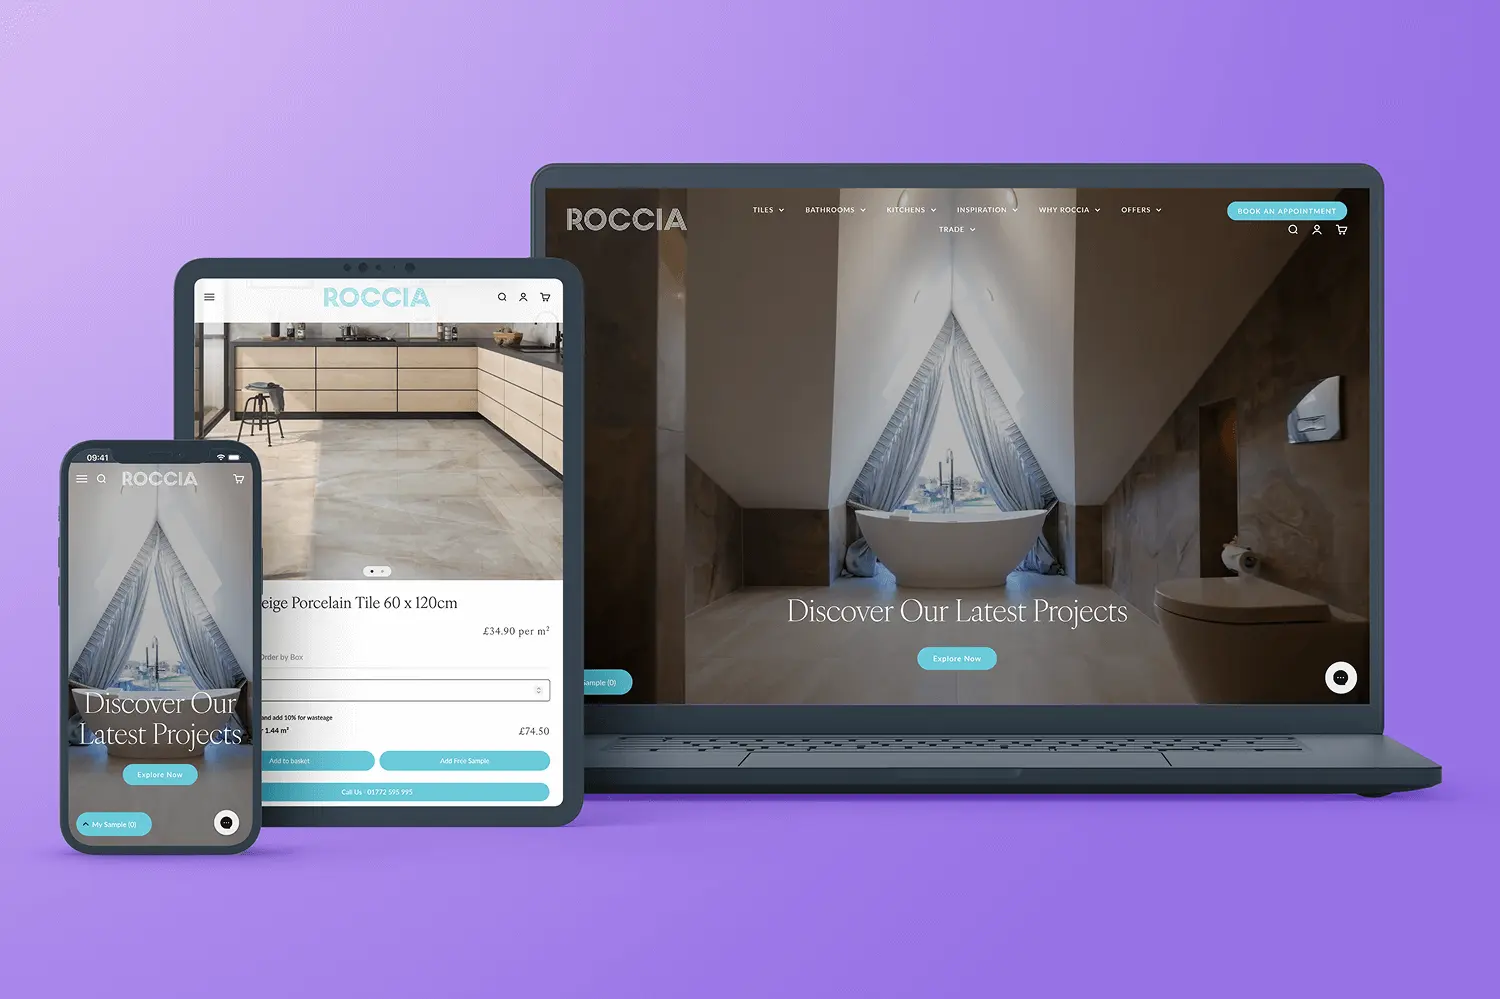 ROCCIA
TILES
BATHROOMS
KITCHENS
INSPIRATION
WHY ROCCIA
OFFERS
TRADE
BOOK AN APPOINTMENT
Discover Our Latest Projects
Explore Now
Sample (0)
ROCCIA
eige Porcelain Tile 60 x 120cm
£34.90 per m²
Order by Box
and add 10% for wasteage
1.44 m²
£74.50
Add to basket
Add Free Sample
Call Us - 01772 595 995
09:41
ROCCIA
Discover Our
Latest Projects
Explore Now
My Sample (0)